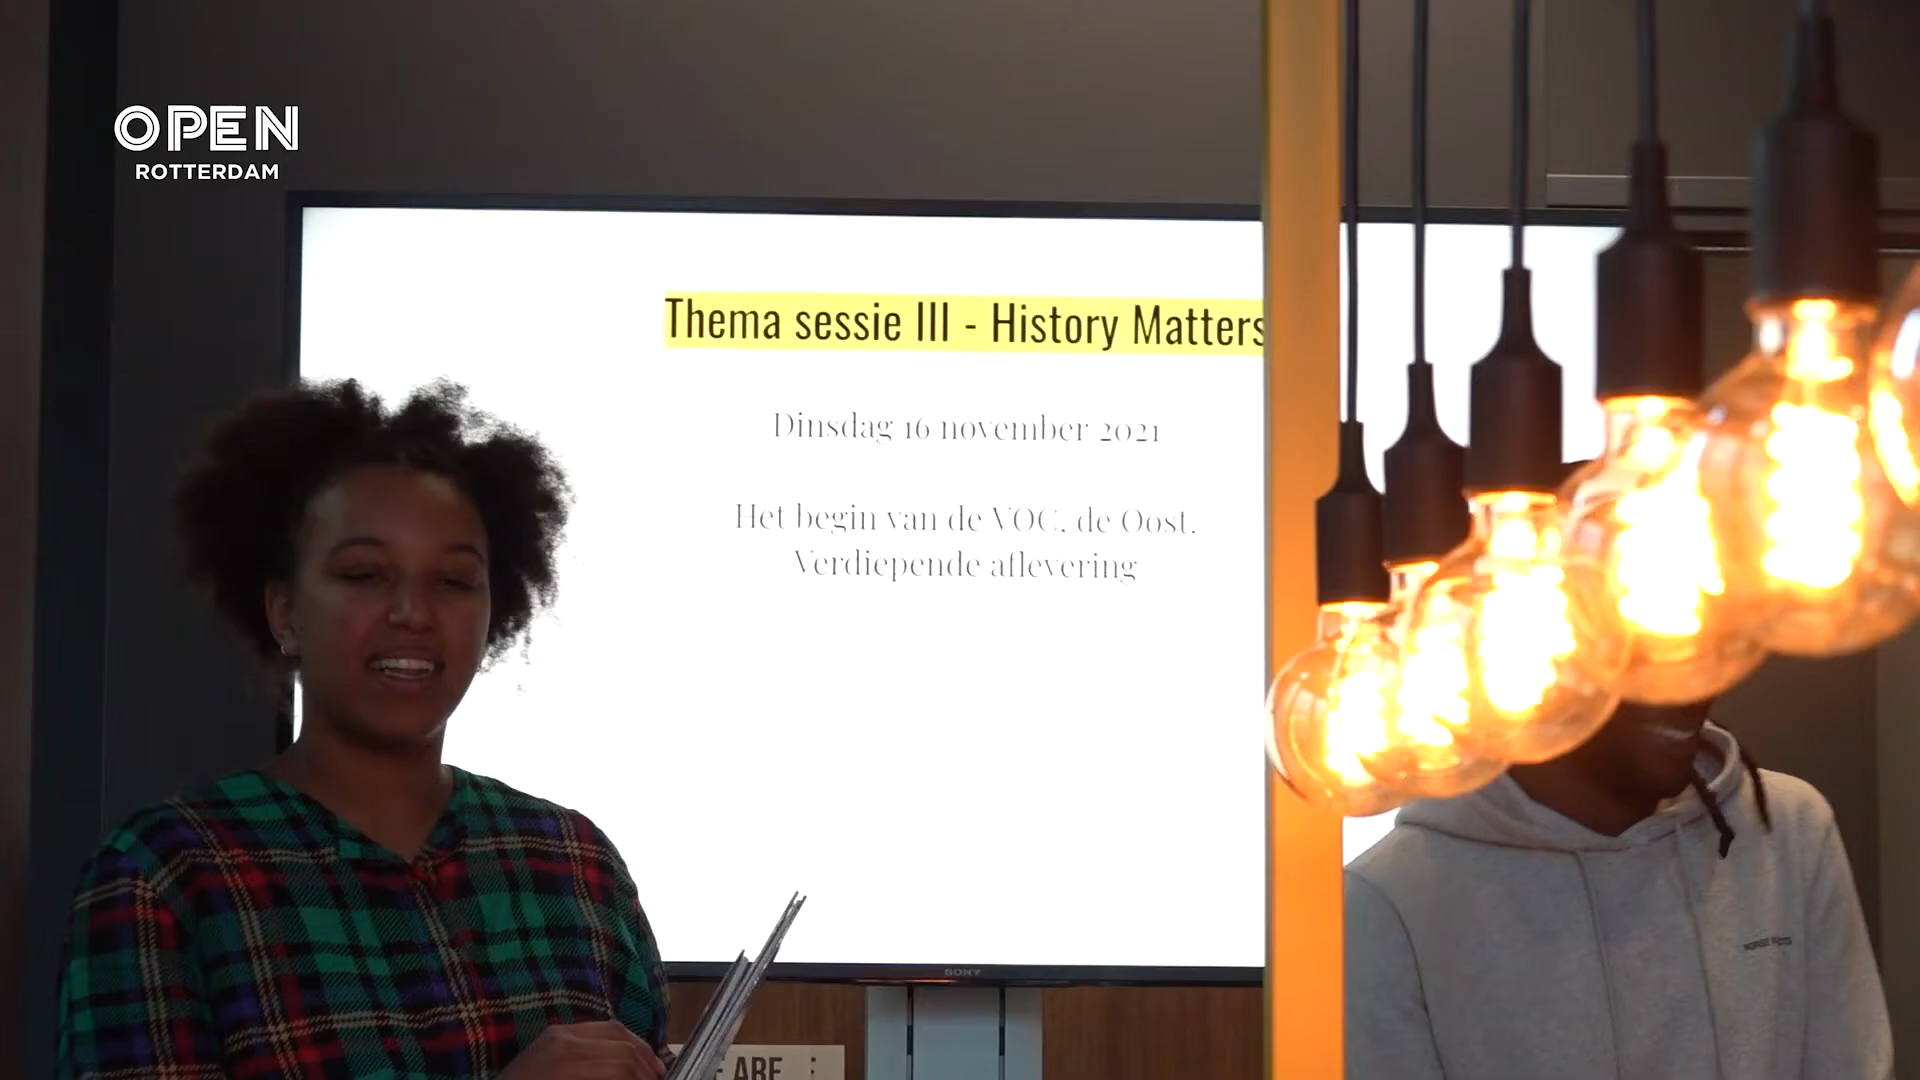 OPEN
ROTTERDAM
Thema sessie III - History Matters
Dinsdag 16 november 2021
Het begin van de VOC, de Oost.
Verdiepende aflevering
SONY
ARE